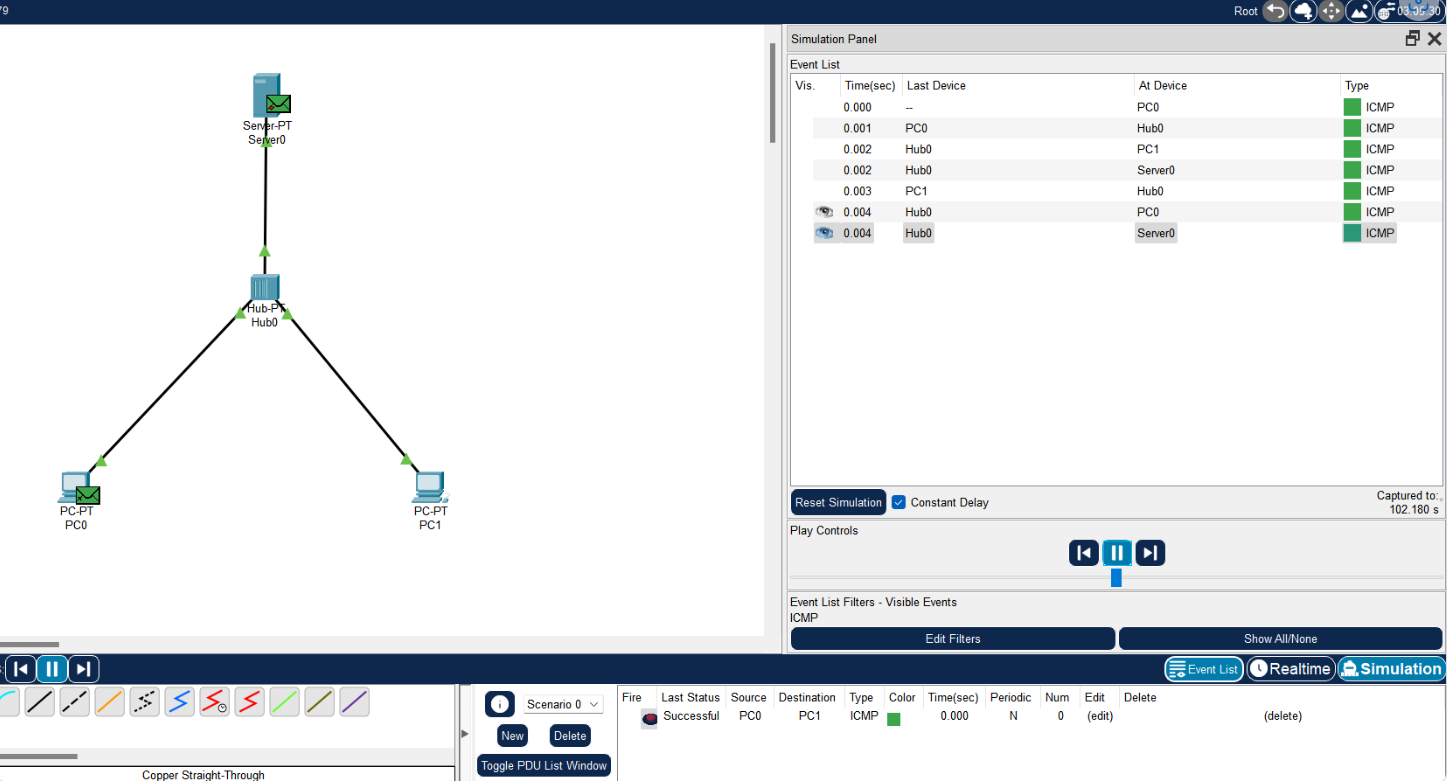 79
Root
03:05:30
Simulation Panel
Event List
Vis. Time(sec) Last Device At Device Type
0.000 -- PC0 ICMP
0.001 PC0 Hub0 ICMP
0.002 Hub0 PC1 ICMP
0.002 Hub0 Server0 ICMP
0.003 PC1 Hub0 ICMP
0.004 Hub0 PC0 ICMP
0.004 Hub0 Server0 ICMP
Server-PT
Server0
Hub-PT
Hub0
PC-PT
PC0
PC-PT
PC1
Reset Simulation Constant Delay
Captured to:
102.180 s
Play Controls
Event List Filters - Visible Events
ICMP
Edit Filters Show All/None
Event List Realtime Simulation
Scenario 0
New Delete
Toggle PDU List Window
Fire Last Status Source Destination Type Color Time(sec) Periodic Num Edit Delete
Successful PC0 PC1 ICMP 0.000 N 0 (edit) (delete)
Copper Straight-Through